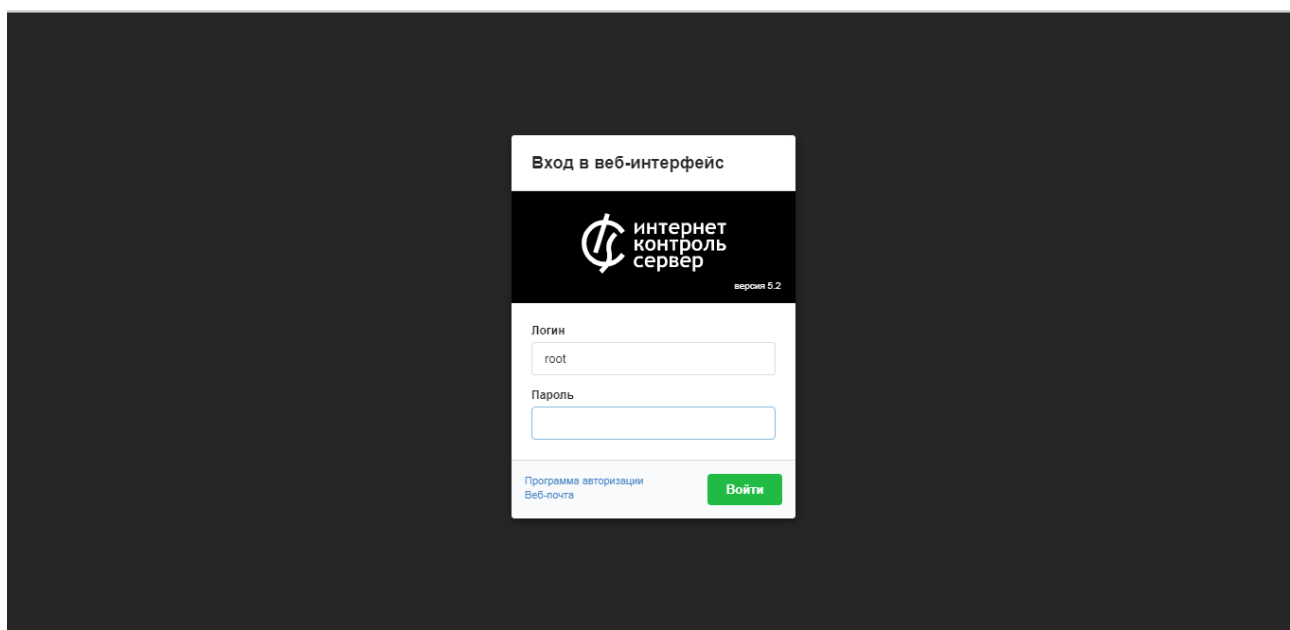 Вход в веб-интерфейс
интернет
контроль
сервер
версия 5.2
Логин
root
Пароль
Программа авторизации
Веб-почта
Войти